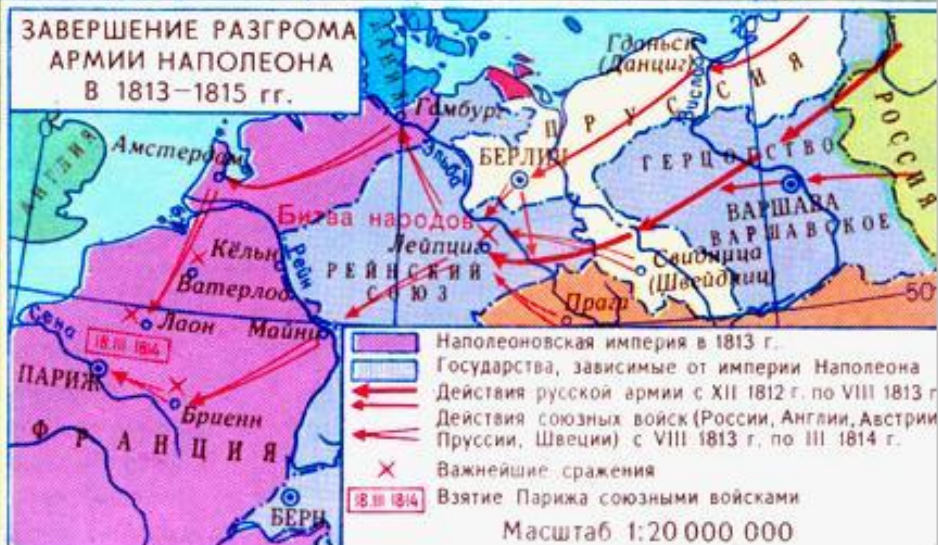 ЗАВЕРШЕНИЕ РАЗГРОМА
АРМИИ НАПОЛЕОНА
В 1813–1815 гг.
АНГЛИЯ
ДАНИЯ
Гданьск
(Данциг)
Висла
ПРУССИЯ
РОССИЯ
Гамбург
Эльба
Амстердам
БЕРЛИН
ГЕРЦОГСТВО
ВАРШАВА
ВАРШАВСКОЕ
Битва народов
Лейпциг
Кёльн
Рейн
РЕЙНСКИЙ
СОЮЗ
Свидница
(Швейдниц)
Ватерлоо
Прага
50
Сена
Лаон
Майнц
18.III 1814
ПАРИЖ
Бриенн
ФРАНЦИЯ
БЕРН
Наполеоновская империя в 1813 г.
Государства, зависимые от империи Наполеона
Действия русской армии с XII 1812 г. по VIII 1813 г
Действия союзных войск (России, Англии, Австрии
Пруссии, Швеции) с VIII 1813 г. по III 1814 г.
Важнейшие сражения
18.III 1814 Взятие Парижа союзными войсками
Масштаб 1:20 000 000